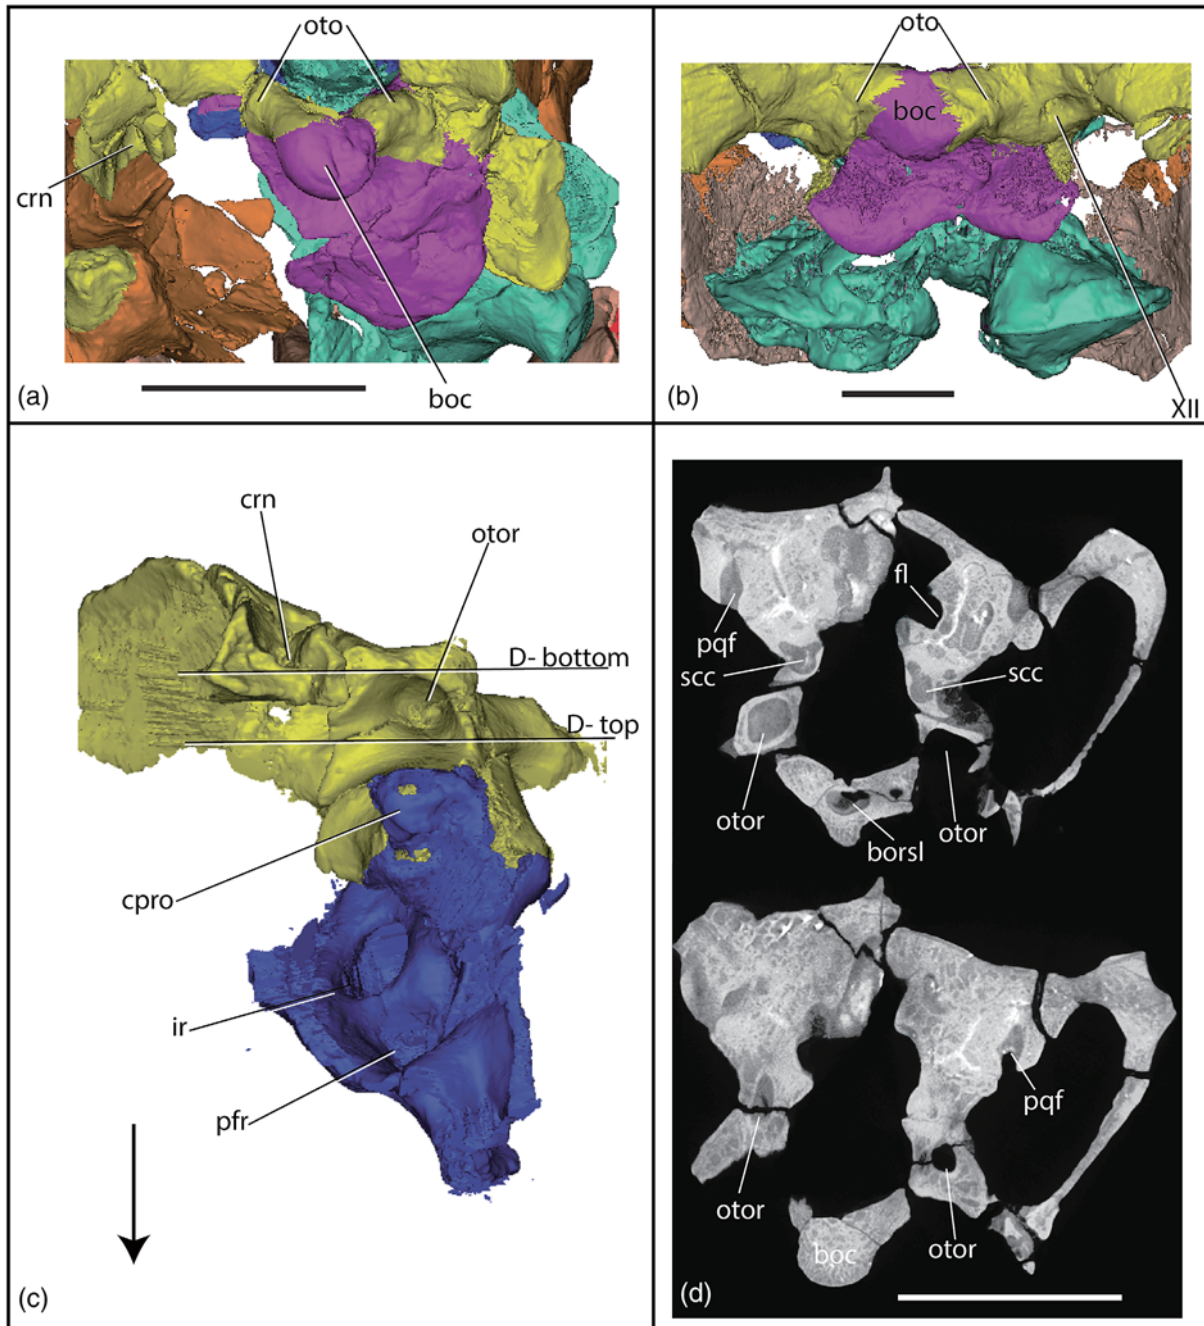 oto
crn
boc
(a)
oto
boc
XII
(b)
crn
otor
D- bottom
D- top
cpro
ir
pfr
(c)
fl
pqf
scc
scc
otor
otor
borsl
pqf
otor
otor
boc
(d)